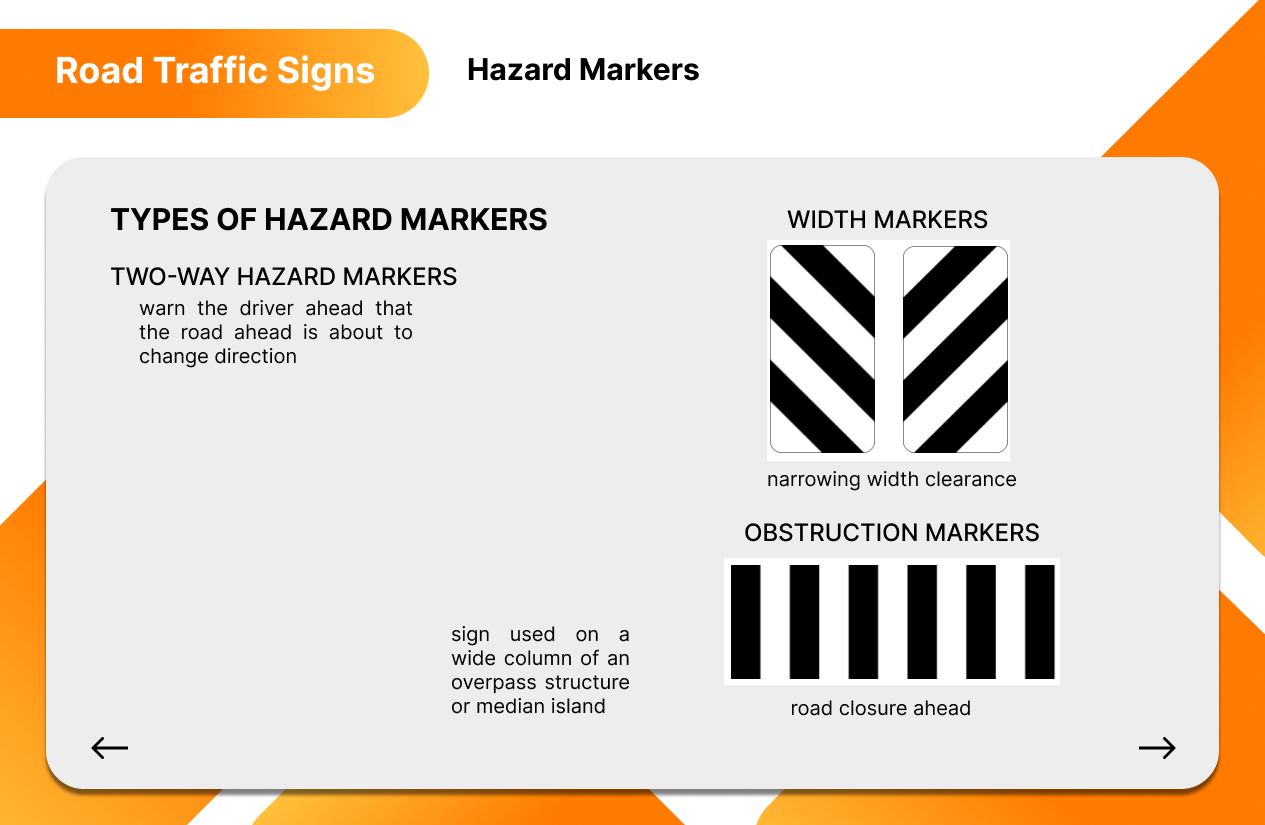 Road Traffic Signs
Hazard Markers
TYPES OF HAZARD MARKERS
TWO-WAY HAZARD MARKERS
warn the driver ahead that
the road ahead is about to
change direction
sign used on a
wide column of an
overpass structure
or median island
WIDTH MARKERS
narrowing width clearance
OBSTRUCTION MARKERS
road closure ahead